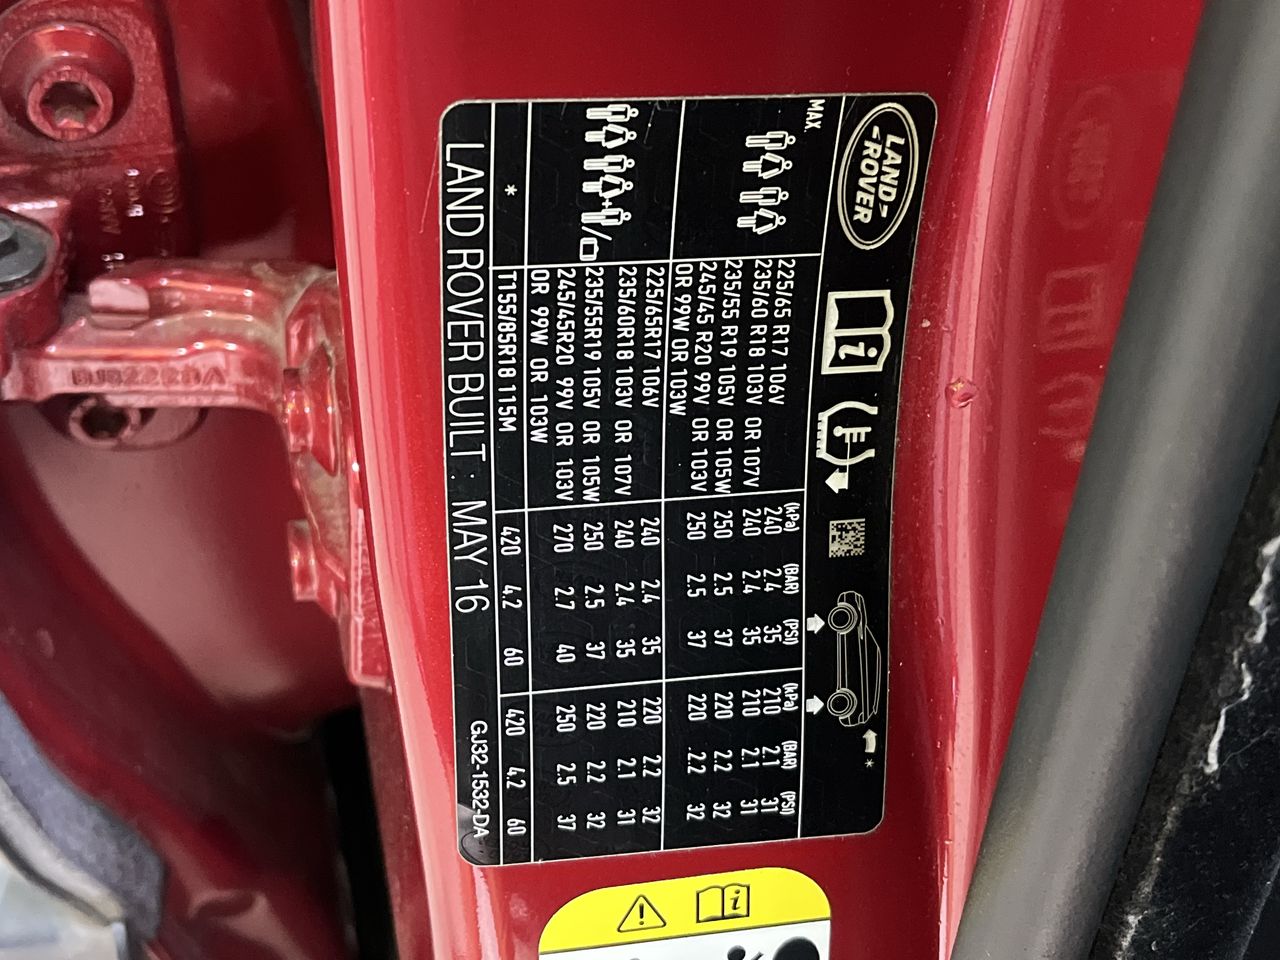 LAND-
-ROVER
MAX.
(kPa) (BAR) (PSI) (kPa) (BAR) (PSI)
225/65 R17 106V 240 2.4 35 210 2.1 31
235/60 R18 103V OR 107V 240 2.4 35 210 2.1 31
235/55 R19 105V OR 105W 250 2.5 37 220 2.2 32
245/45 R20 99V OR 103V 250 2.5 37 220 2.2 32
OR 99W OR 103W
225/65R17 106V 240 2.4 35 220 2.2 32
235/60R18 103V OR 107V 240 2.4 35 210 2.1 31
235/55R19 105V OR 105W 250 2.5 37 220 2.2 32
245/45R20 99V OR 103V 270 2.7 40 250 2.5 37
OR 99W OR 103W
* T155/85R18 115M 420 4.2 60 420 4.2 60
LAND ROVER BUILT : MAY 16 GJ32-1532-DA